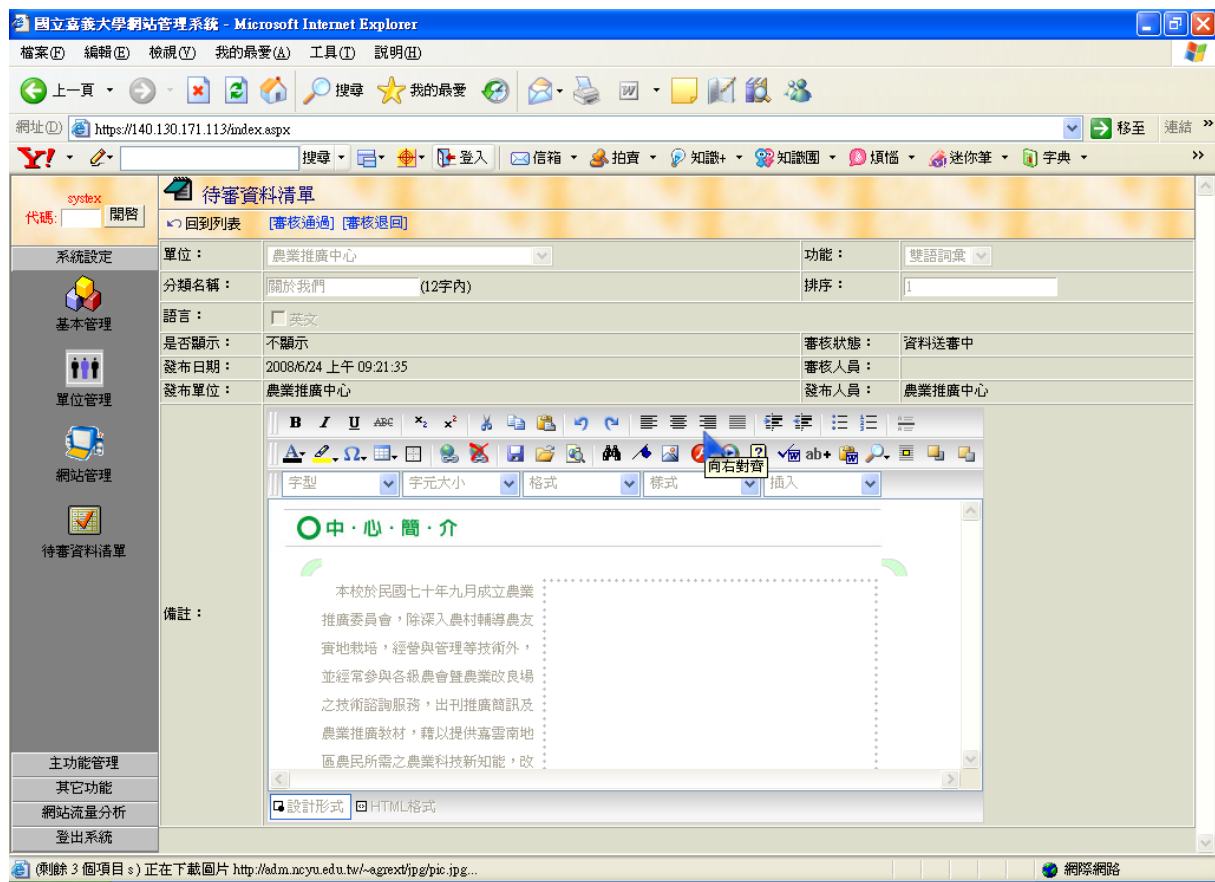 國立嘉義大學網站管理系統 - Microsoft Internet Explorer
檔案(F) 編輯(E) 檢視(V) 我的最愛(A) 工具(T) 說明(H)
上一頁 搜尋 我的最愛
網址(D) https://140.130.171.113/index.aspx 移至 連結 »
Y! 搜尋 登入 信箱 拍賣 知識+ 知識團 煩惱 迷你筆 字典 »
systex
代碼: 開啓
待審資料清單
回到列表 [審核通過] [審核退回]
系統設定
基本管理
單位管理
網站管理
待審資料清單
主功能管理
其它功能
網站流量分析
登出系統
單位： 農業推廣中心 功能： 雙語詞彙
分類名稱： 關於我們 (12字內) 排序： 1
語言： 英文
是否顯示： 不顯示 審核狀態： 資料送審中
發布日期： 2008/6/24 上午 09:21:35 審核人員：
發布單位： 農業推廣中心 發布人員： 農業推廣中心
備註：
B I U ABC ×₂ ×²
A Ω ab+
向右對齊
字型 字元大小 格式 樣式 插入
中‧心‧簡‧介
本校於民國七十年九月成立農業
推廣委員會，除深入農村輔導農友
實地栽培，經營與管理等技術外，
並經常參與各級農會暨農業改良場
之技術諮詢服務，出刊推廣簡訊及
農業推廣教材，藉以提供嘉雲南地
區農民所需之農業科技新知能，改
設計形式 HTML格式
(剩餘 3 個項目 s) 正在下載圖片 http://adm.ncyu.edu.tw/~agrext/jpg/pic.jpg... 網際網路